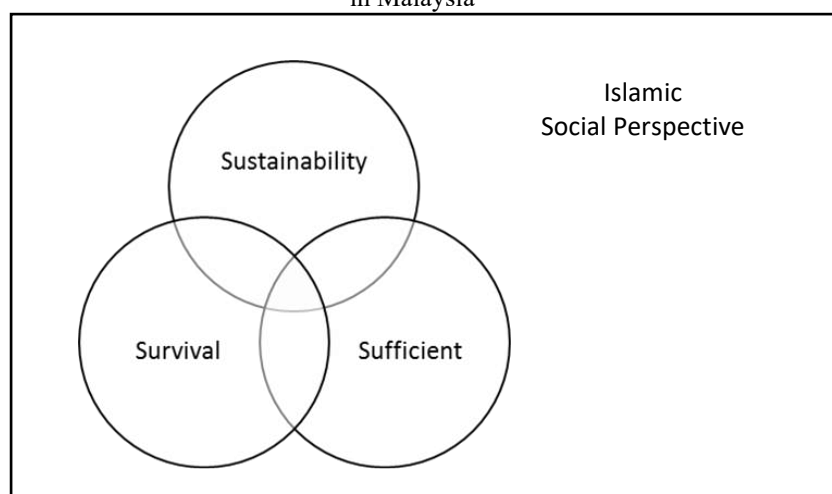 in Malaysia
Islamic
Social Perspective
Sustainability
Survival
Sufficient